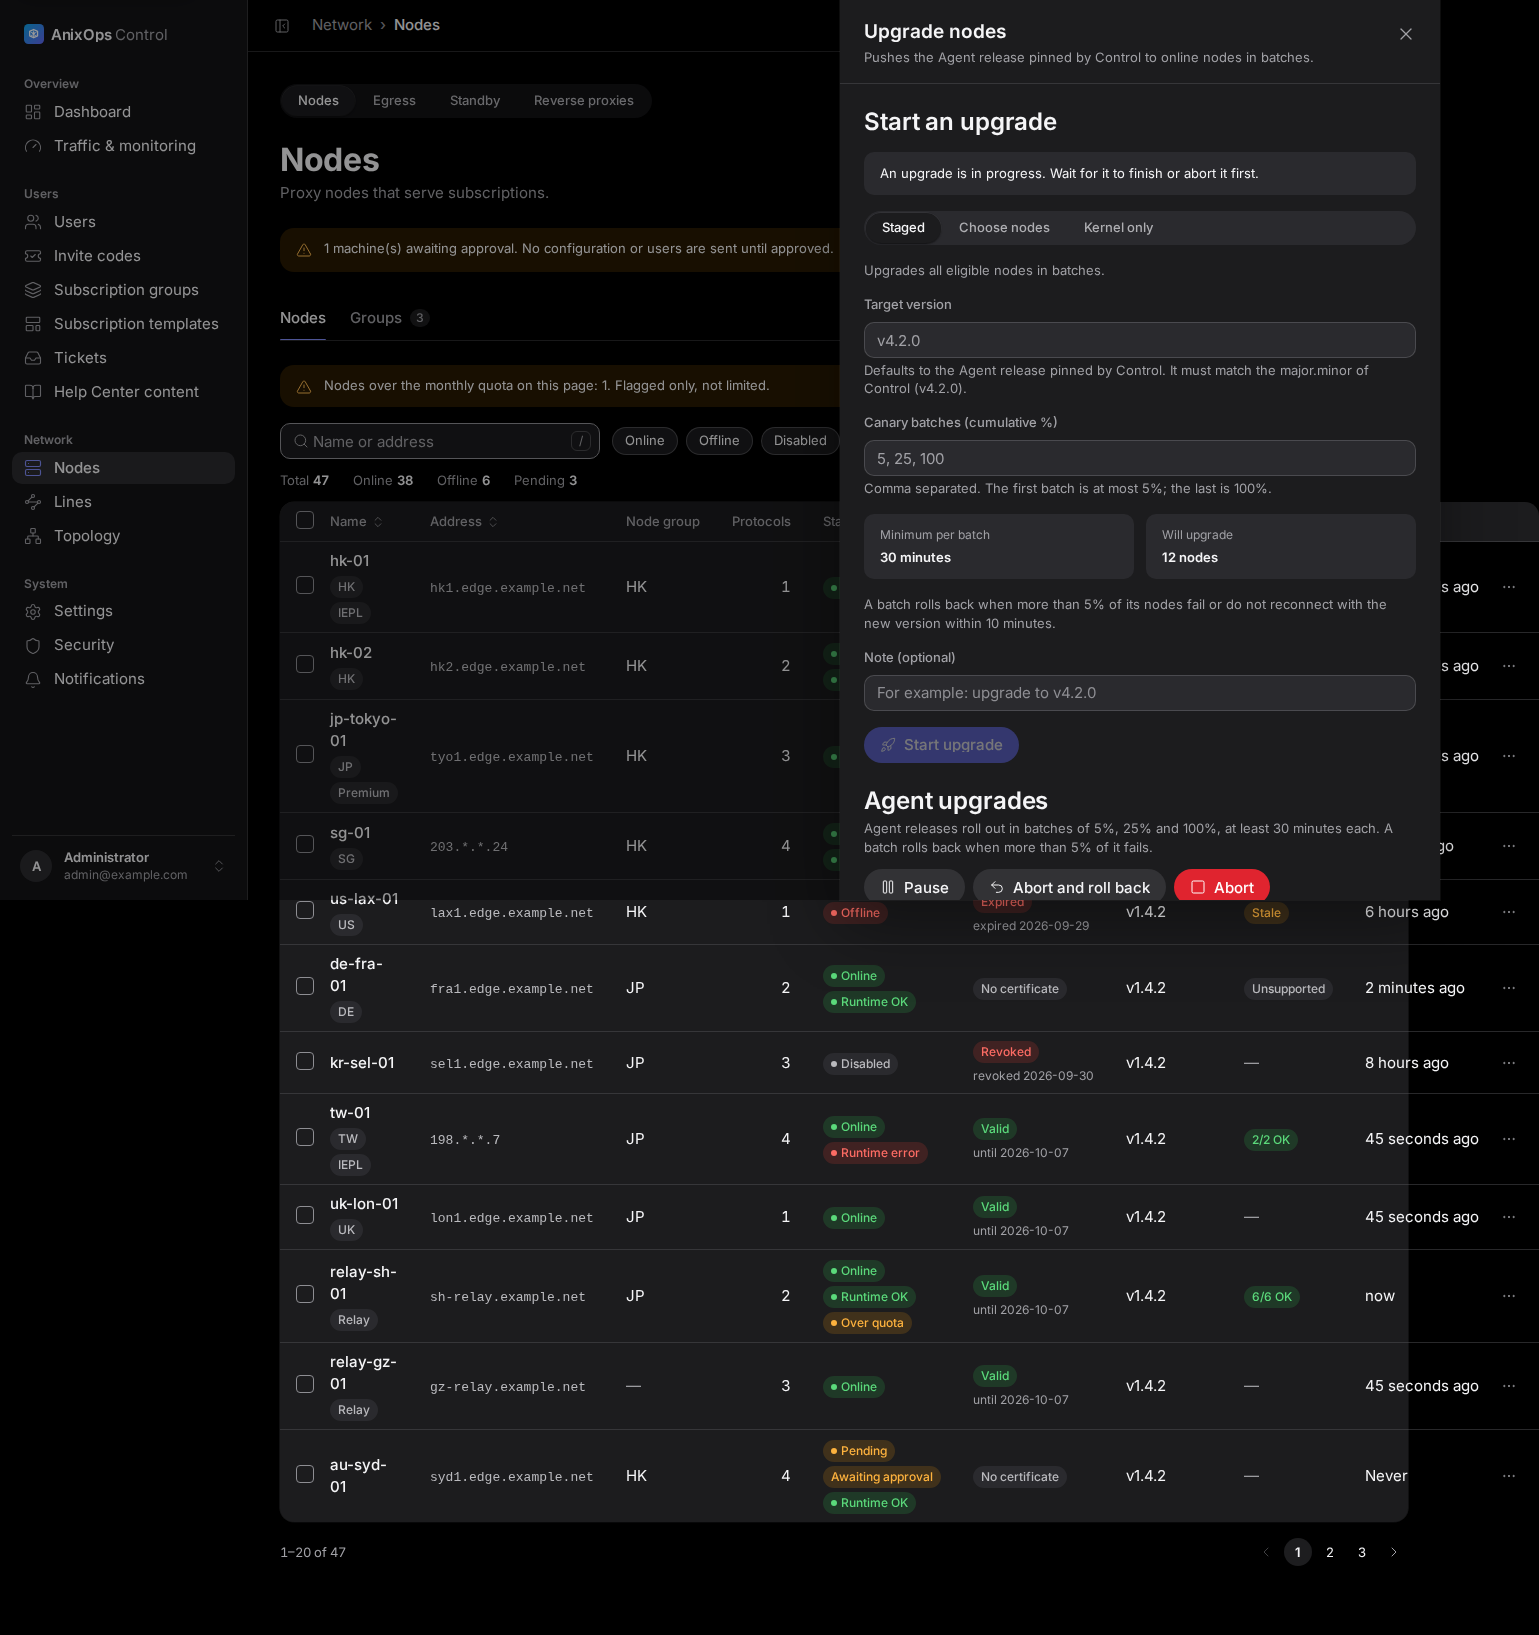 AnixOps Control
Overview
Dashboard
Traffic & monitoring
Users
Users
Invite codes
Subscription groups
Subscription templates
Tickets
Help Center content
Network
Nodes
Lines
Topology
System
Settings
Security
Notifications
A
Administrator
admin@example.com
Network › Nodes
Nodes Egress Standby Reverse proxies
Nodes
Proxy nodes that serve subscriptions.
1 machine(s) awaiting approval. No configuration or users are sent until approved.
Nodes Groups 3
Nodes over the monthly quota on this page: 1. Flagged only, not limited.
Name or address / Online Offline Disabled
Total 47 Online 38 Offline 6 Pending 3
Name Address Node group Protocols
hk-01
HK
IEPL
hk1.edge.example.net HK 1
s ago
hk-02
HK
hk2.edge.example.net HK 2
s ago
jp-tokyo-
01
JP
Premium
tyo1.edge.example.net HK 3
s ago
sg-01
SG
203.*.*.24 HK 4
go
us-lax-01
US
lax1.edge.example.net HK 1
Offline
Expired
expired 2026-09-29
v1.4.2 Stale 6 hours ago
de-fra-
01
DE
fra1.edge.example.net JP 2
Online
Runtime OK
No certificate v1.4.2 Unsupported 2 minutes ago
kr-sel-01 sel1.edge.example.net JP 3
Disabled
Revoked
revoked 2026-09-30
v1.4.2 — 8 hours ago
tw-01
TW
IEPL
198.*.*.7 JP 4
Online
Runtime error
Valid
until 2026-10-07
v1.4.2 2/2 OK 45 seconds ago
uk-lon-01
UK
lon1.edge.example.net JP 1
Online
Valid
until 2026-10-07
v1.4.2 — 45 seconds ago
relay-sh-
01
Relay
sh-relay.example.net JP 2
Online
Runtime OK
Over quota
Valid
until 2026-10-07
v1.4.2 6/6 OK now
relay-gz-
01
Relay
gz-relay.example.net — 3
Online
Valid
until 2026-10-07
v1.4.2 — 45 seconds ago
au-syd-
01
syd1.edge.example.net HK 4
Pending
Awaiting approval
Runtime OK
No certificate v1.4.2 — Never
1–20 of 47
1 2 3
Upgrade nodes
Pushes the Agent release pinned by Control to online nodes in batches.
Start an upgrade
An upgrade is in progress. Wait for it to finish or abort it first.
Staged Choose nodes Kernel only
Upgrades all eligible nodes in batches.
Target version
v4.2.0
Defaults to the Agent release pinned by Control. It must match the major.minor of
Control (v4.2.0).
Canary batches (cumulative %)
5, 25, 100
Comma separated. The first batch is at most 5%; the last is 100%.
Minimum per batch
30 minutes
Will upgrade
12 nodes
A batch rolls back when more than 5% of its nodes fail or do not reconnect with the
new version within 10 minutes.
Note (optional)
For example: upgrade to v4.2.0
Start upgrade
Agent upgrades
Agent releases roll out in batches of 5%, 25% and 100%, at least 30 minutes each. A
batch rolls back when more than 5% of it fails.
Pause Abort and roll back Abort